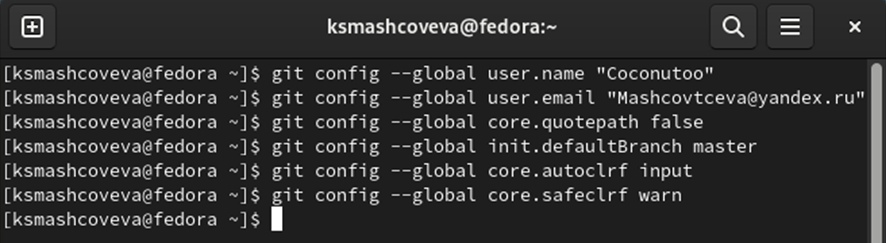 ksmashcoveva@fedora:~
[ksmashcoveva@fedora ~]$ git config --global user.name "Coconutoo"
[ksmashcoveva@fedora ~]$ git config --global user.email "Mashcovtceva@yandex.ru"
[ksmashcoveva@fedora ~]$ git config --global core.quotepath false
[ksmashcoveva@fedora ~]$ git config --global init.defaultBranch master
[ksmashcoveva@fedora ~]$ git config --global core.autoclrf input
[ksmashcoveva@fedora ~]$ git config --global core.safeclrf warn
[ksmashcoveva@fedora ~]$